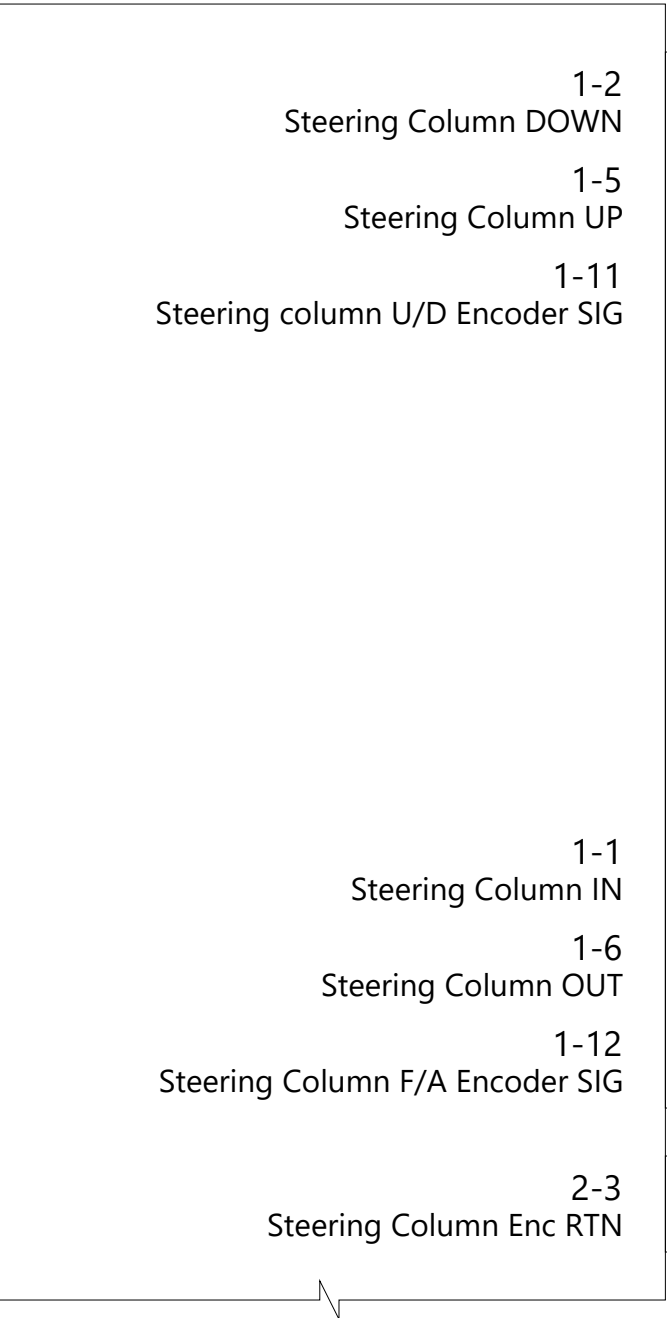 1-2
Steering Column DOWN
1-5
Steering Column UP
1-11
Steering column U/D Encoder SIG
1-1
Steering Column IN
1-6
Steering Column OUT
1-12
Steering Column F/A Encoder SIG
2-3
Steering Column Enc RTN